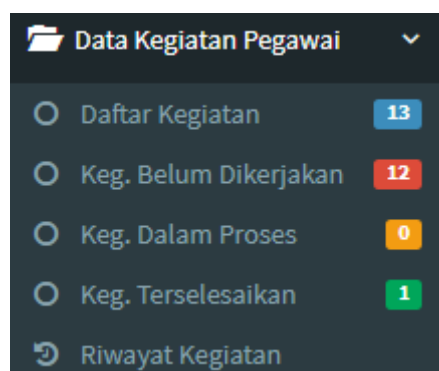 Data Kegiatan Pegawai
Daftar Kegiatan 13
Keg. Belum Dikerjakan 12
Keg. Dalam Proses 0
Keg. Terselesaikan 1
Riwayat Kegiatan